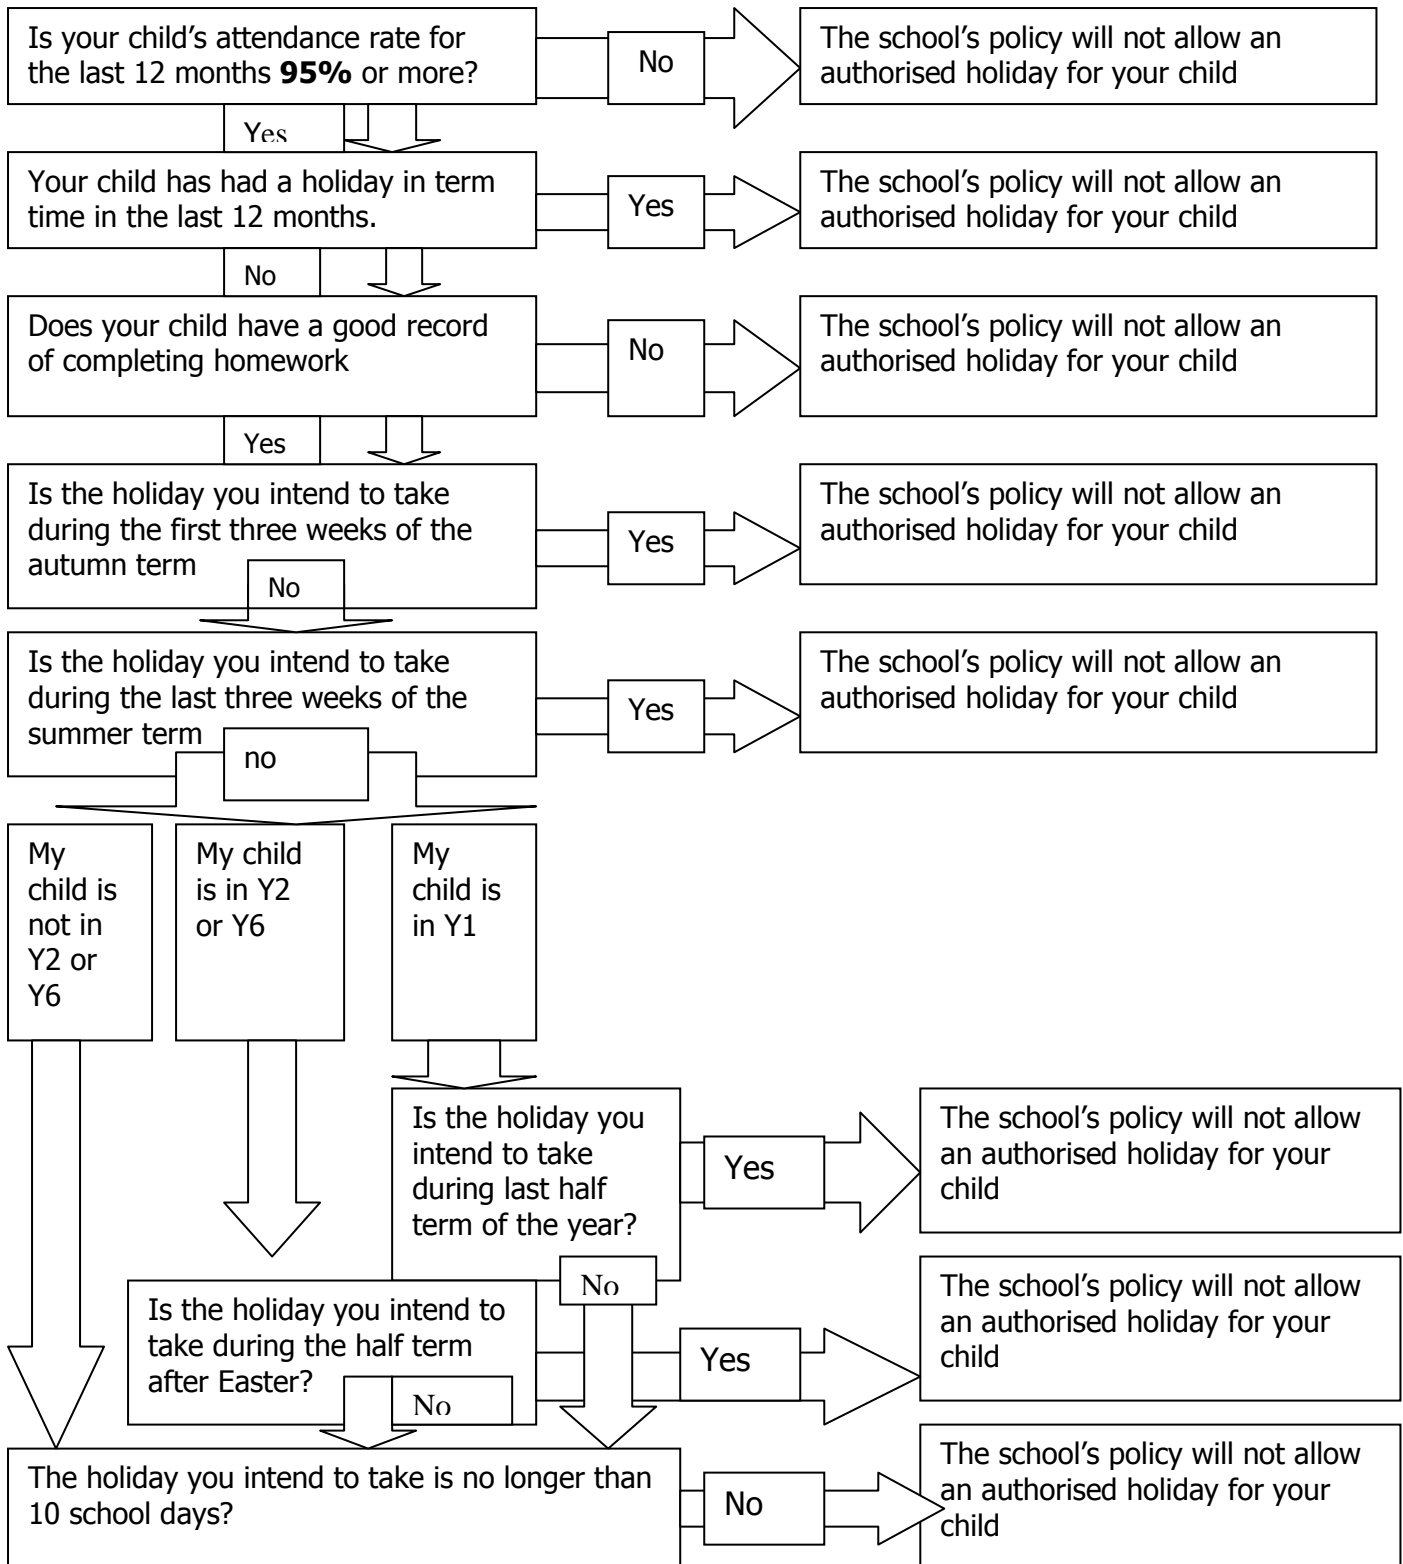 Is your child's attendance rate for
the last 12 months 95% or more?
No
The school's policy will not allow an
authorised holiday for your child
Yes
Your child has had a holiday in term
time in the last 12 months.
Yes
The school's policy will not allow an
authorised holiday for your child
No
Does your child have a good record
of completing homework
No
The school's policy will not allow an
authorised holiday for your child
Yes
Is the holiday you intend to take
during the first three weeks of the
autumn term
Yes
The school's policy will not allow an
authorised holiday for your child
No
Is the holiday you intend to take
during the last three weeks of the
summer term
Yes
The school's policy will not allow an
authorised holiday for your child
no
My
child is
not in
Y2 or
Y6
My child
is in Y2
or Y6
My
child is
in Y1
Is the holiday you
intend to take
during last half
term of the year?
Yes
The school's policy will not allow
an authorised holiday for your
child
No
Is the holiday you intend to
take during the half term
after Easter?
Yes
The school's policy will not allow
an authorised holiday for your
child
No
The holiday you intend to take is no longer than
10 school days?
No
The school's policy will not allow
an authorised holiday for your
child